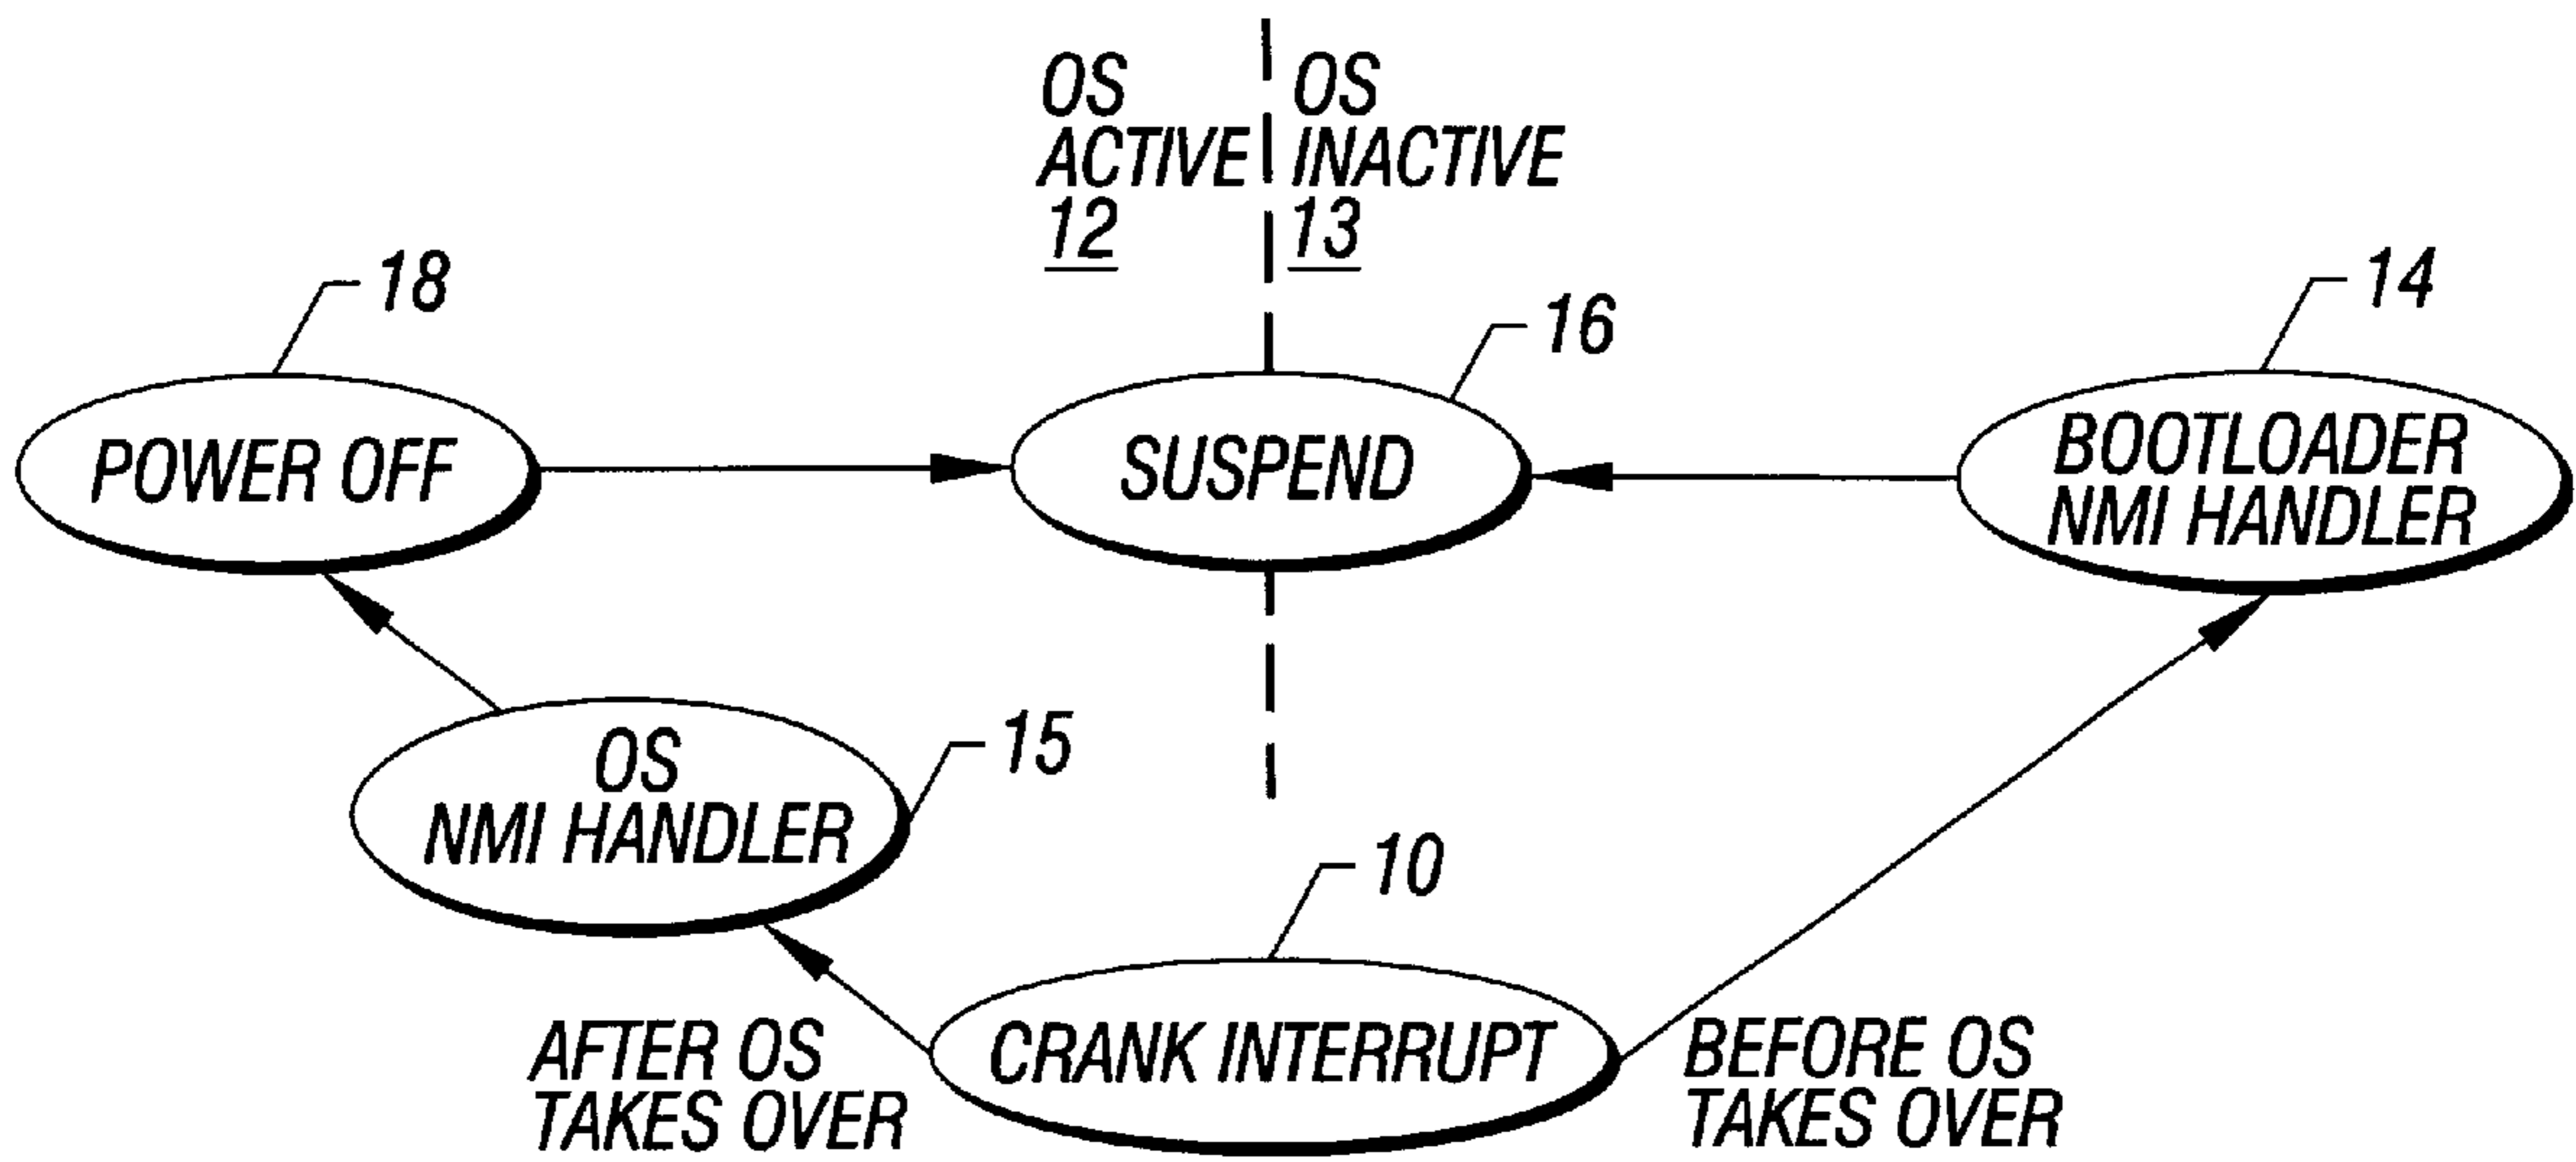 OS
ACTIVE
12
OS
INACTIVE
13
18
16
14
POWER OFF
SUSPEND
BOOTLOADER
NMI HANDLER
OS
NMI HANDLER
15
10
CRANK INTERRUPT
AFTER OS
TAKES OVER
BEFORE OS
TAKES OVER